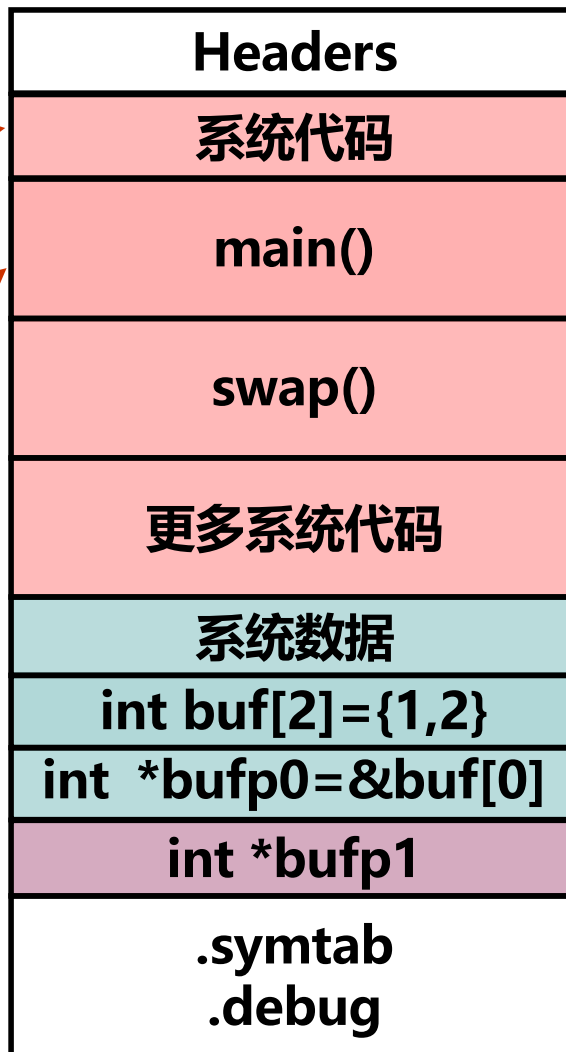 Headers
系统代码
main()
swap()
更多系统代码
系统数据
int buf[2]={1,2}
int *bufp0=&buf[0]
int *bufp1
.symtab
.debug